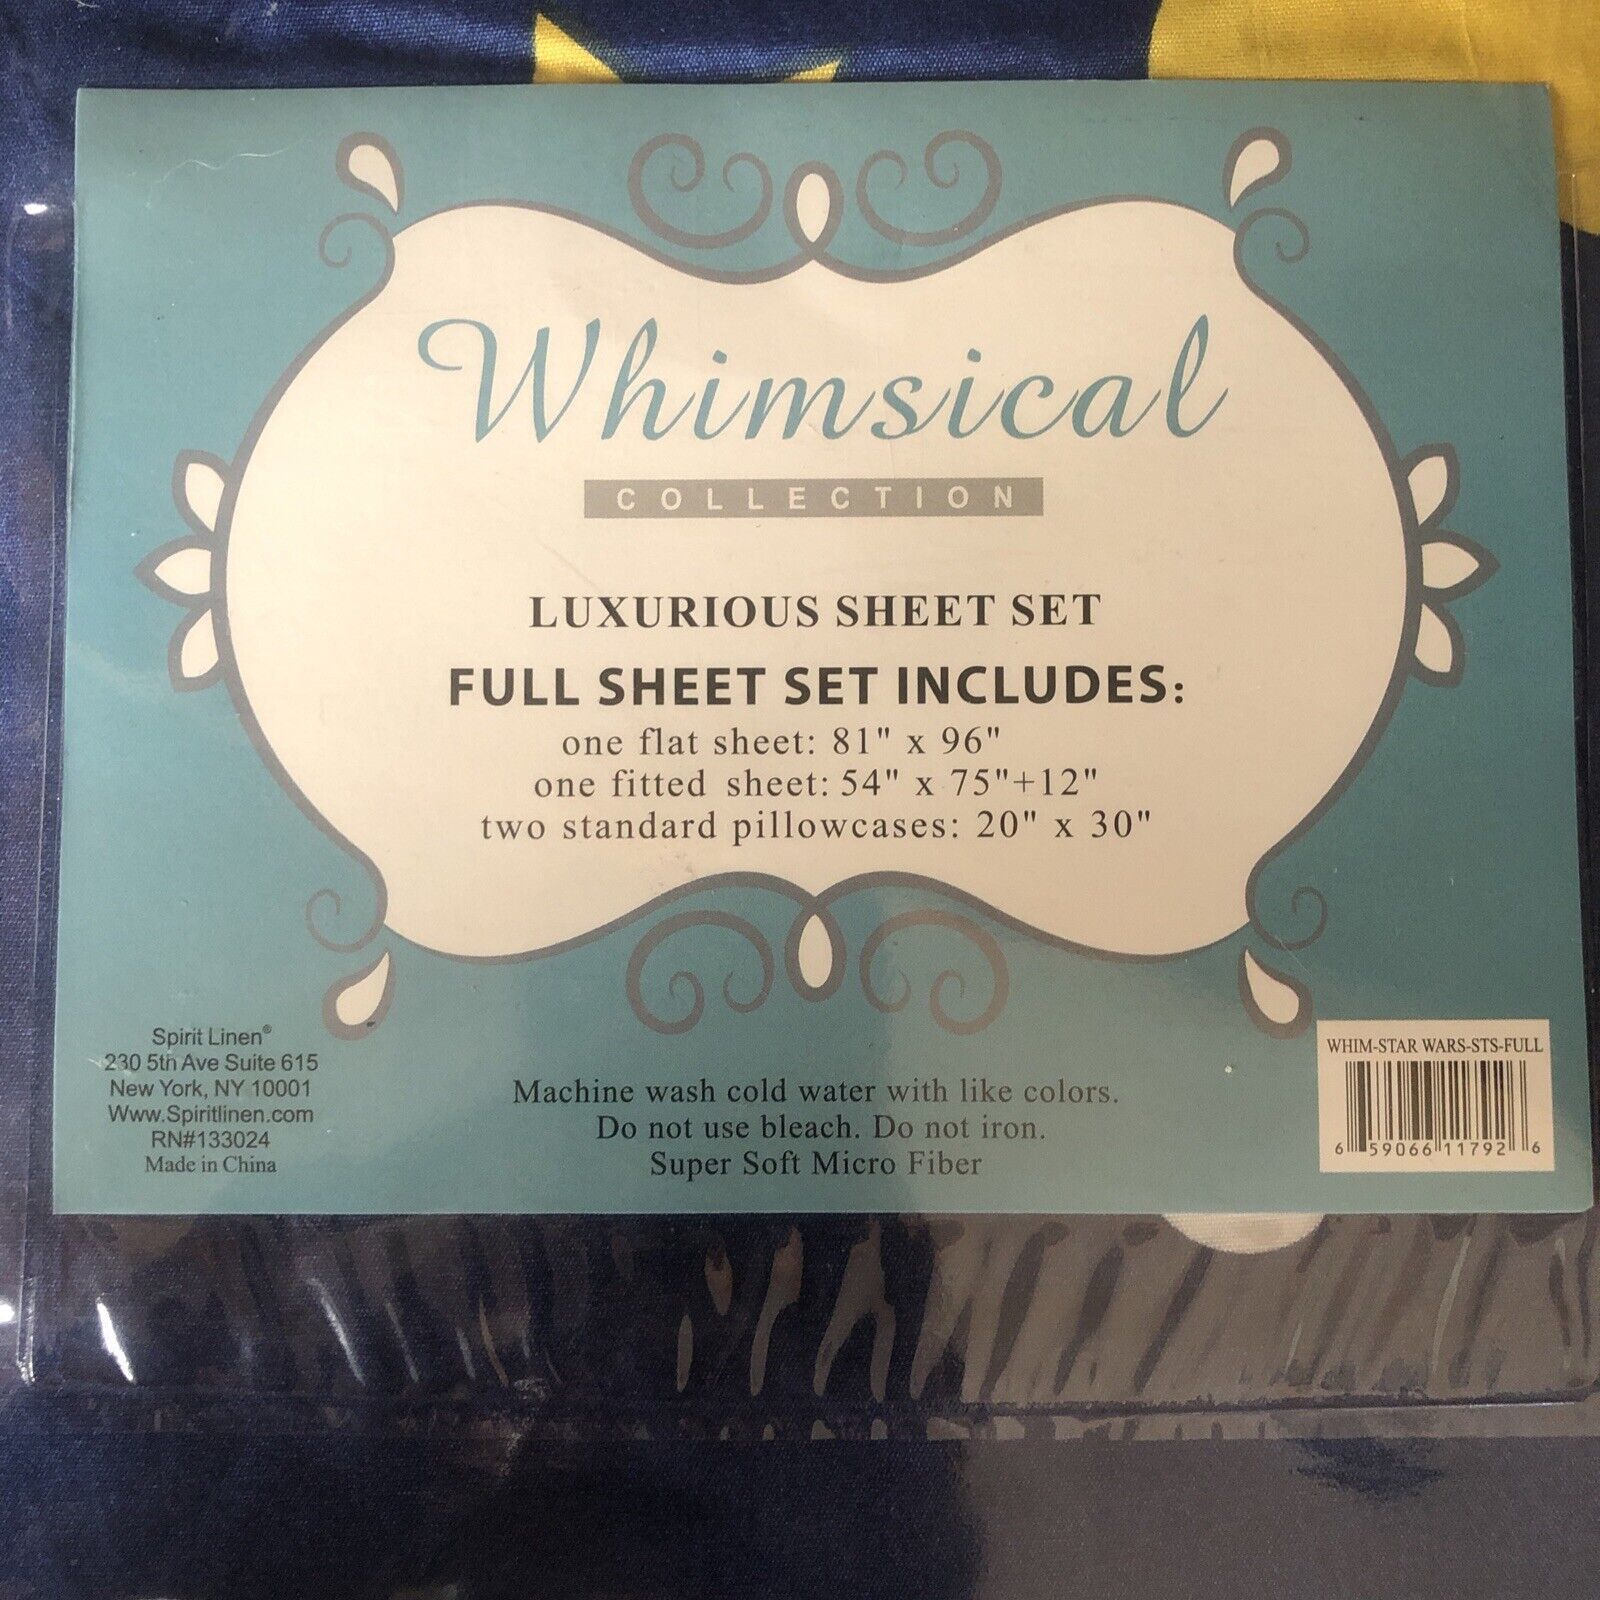 Whimsical
COLLECTION
LUXURIOUS SHEET SET
FULL SHEET SET INCLUDES:
one flat sheet: 81" x 96"
one fitted sheet: 54" x 75"+12"
two standard pillowcases: 20" x 30"
Spirit Linen®
230 5th Ave Suite 615
New York, NY 10001
Www.Spiritlinen.com
RN#133024
Made in China
Machine wash cold water with like colors.
Do not use bleach. Do not iron.
Super Soft Micro Fiber
WHIM-STAR WARS-STS-FULL
6 59066 11792 6